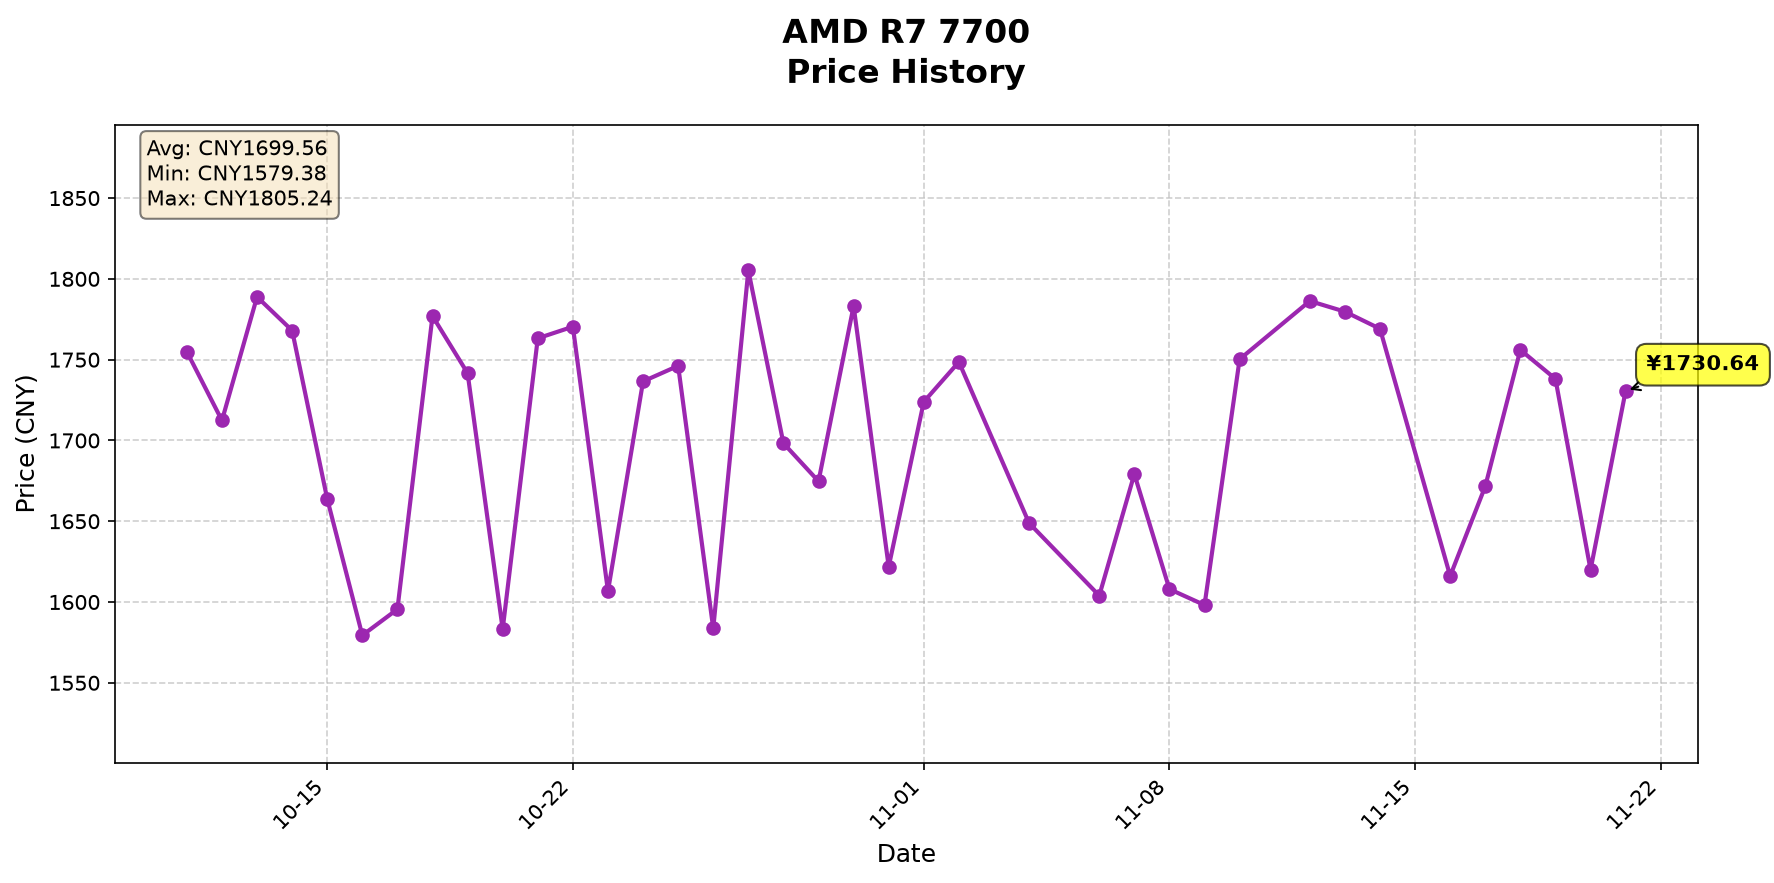 AMD R7 7700
Price History
Avg: CNY1699.56
Min: CNY1579.38
Max: CNY1805.24
¥1730.64
Price (CNY)
1850
1800
1750
1700
1650
1600
1550
10-15
10-22
11-01
11-08
11-15
11-22
Date